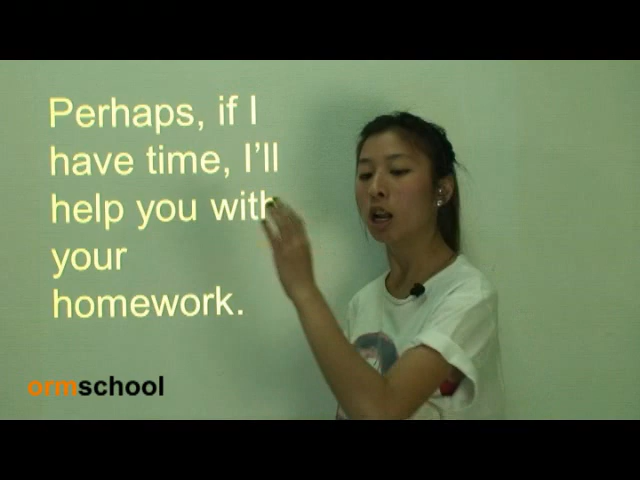 Perhaps, if I
have time, I'll
help you with
your
homework.
ormschool